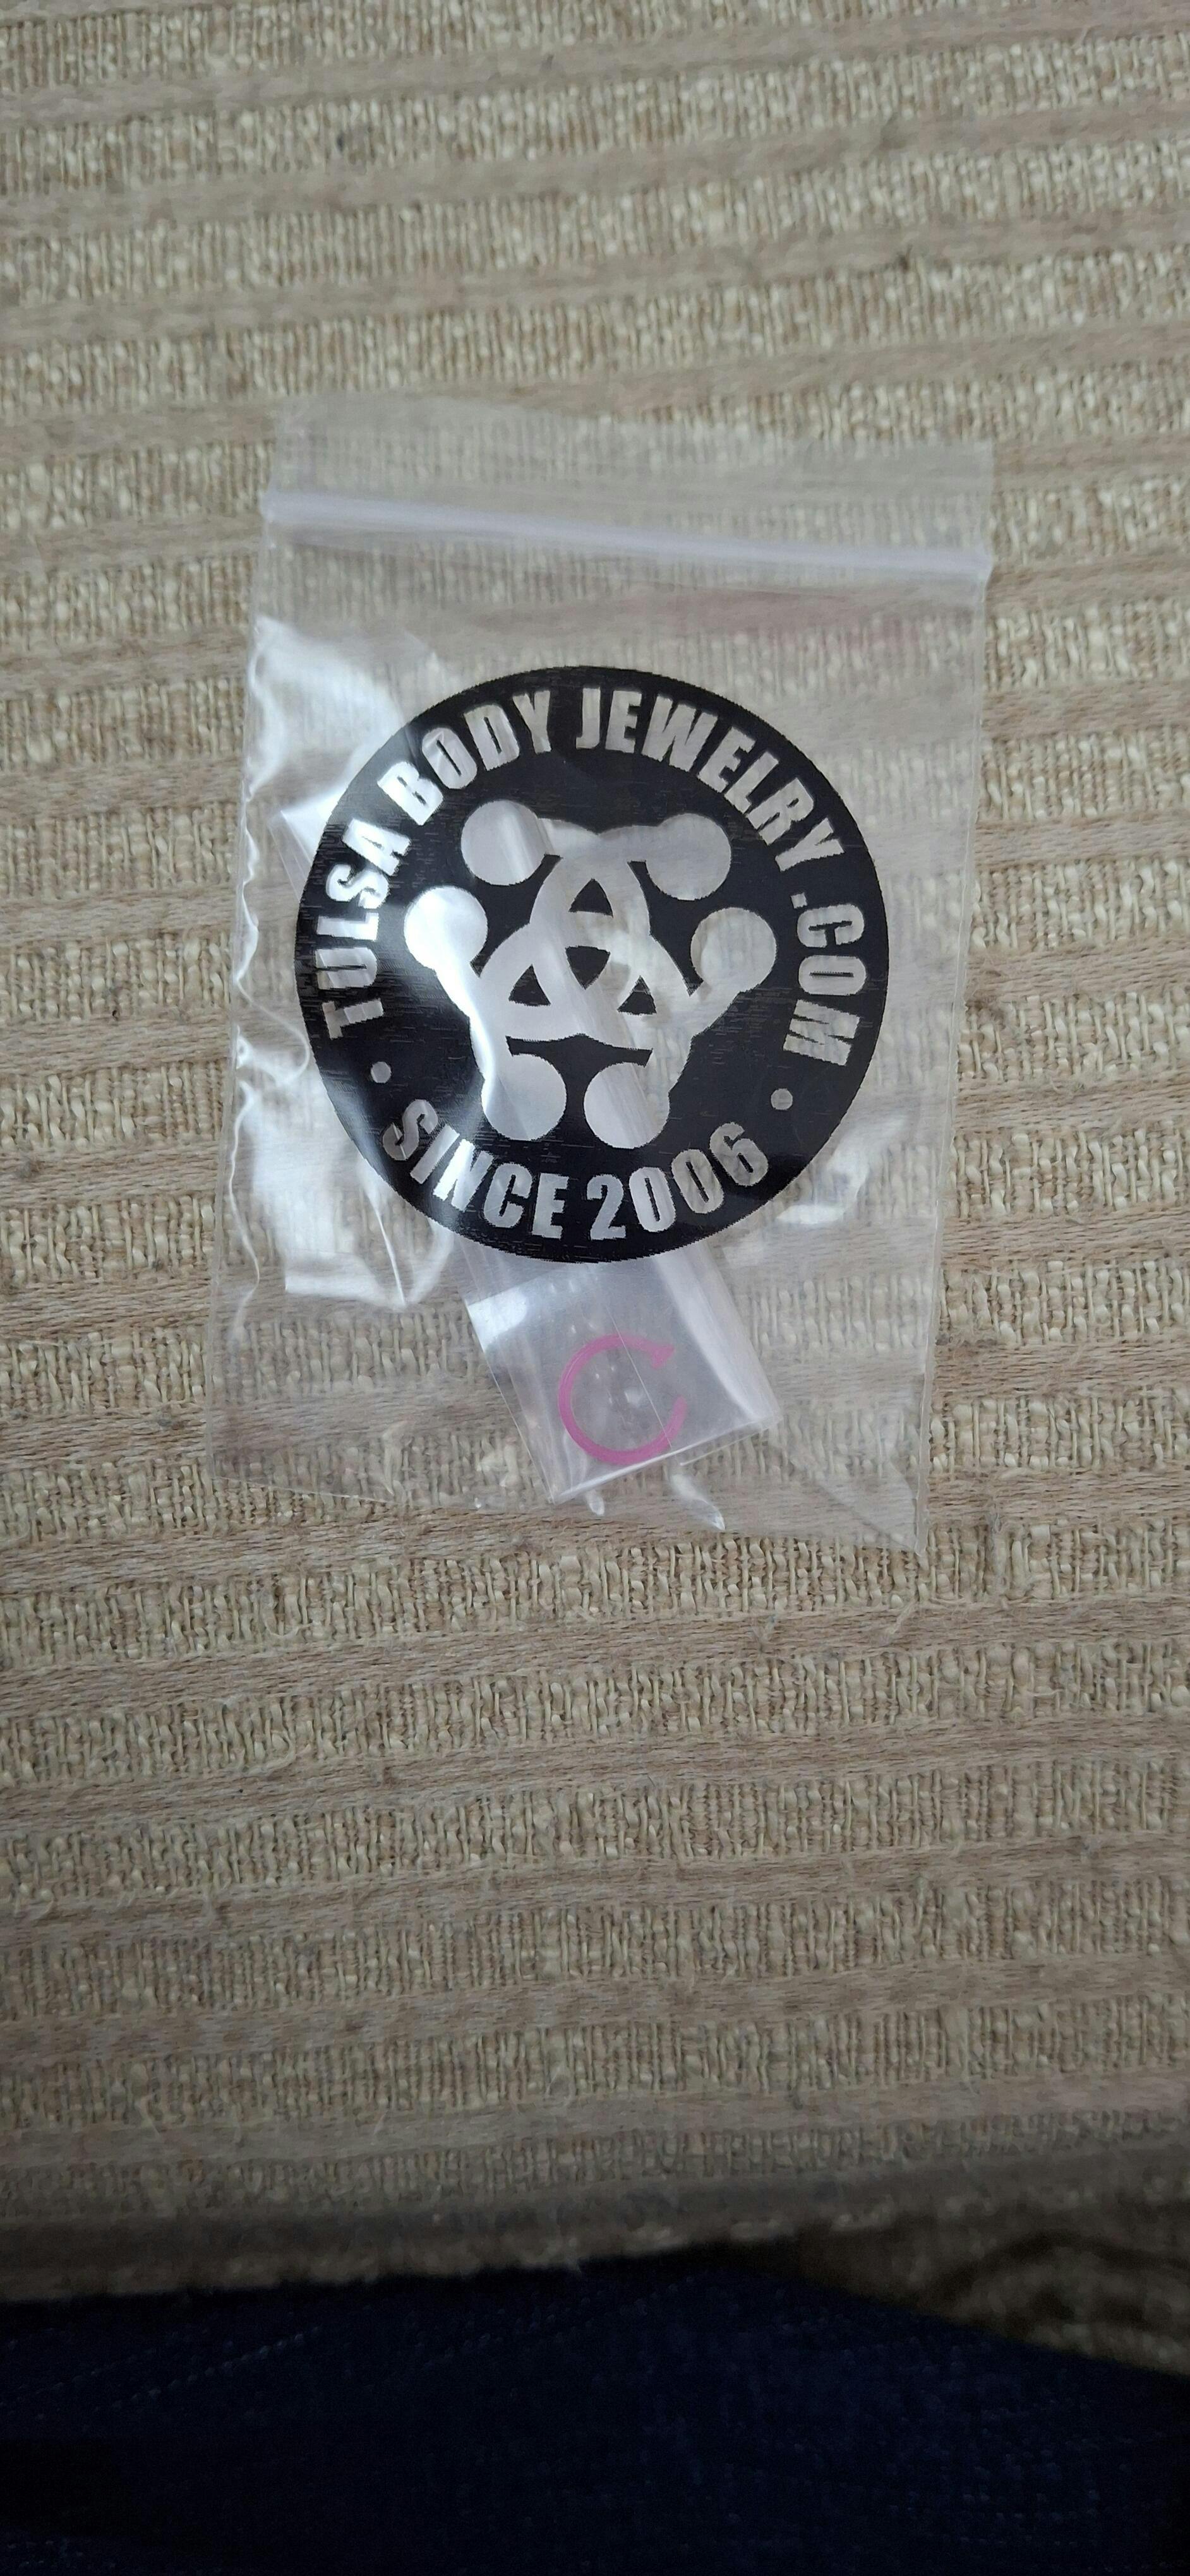 TULSA BODY JEWELRY .COM
• SINCE 2006 •